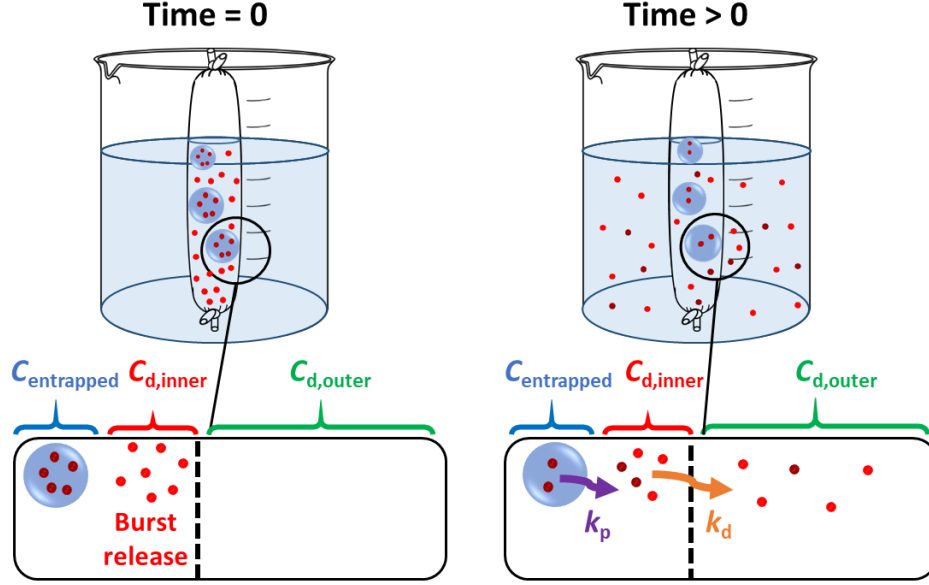 Time = 0
Time > 0
Centrapped Cd,inner Cd,outer
Centrapped Cd,inner Cd,outer
Burst
release
kp
kd